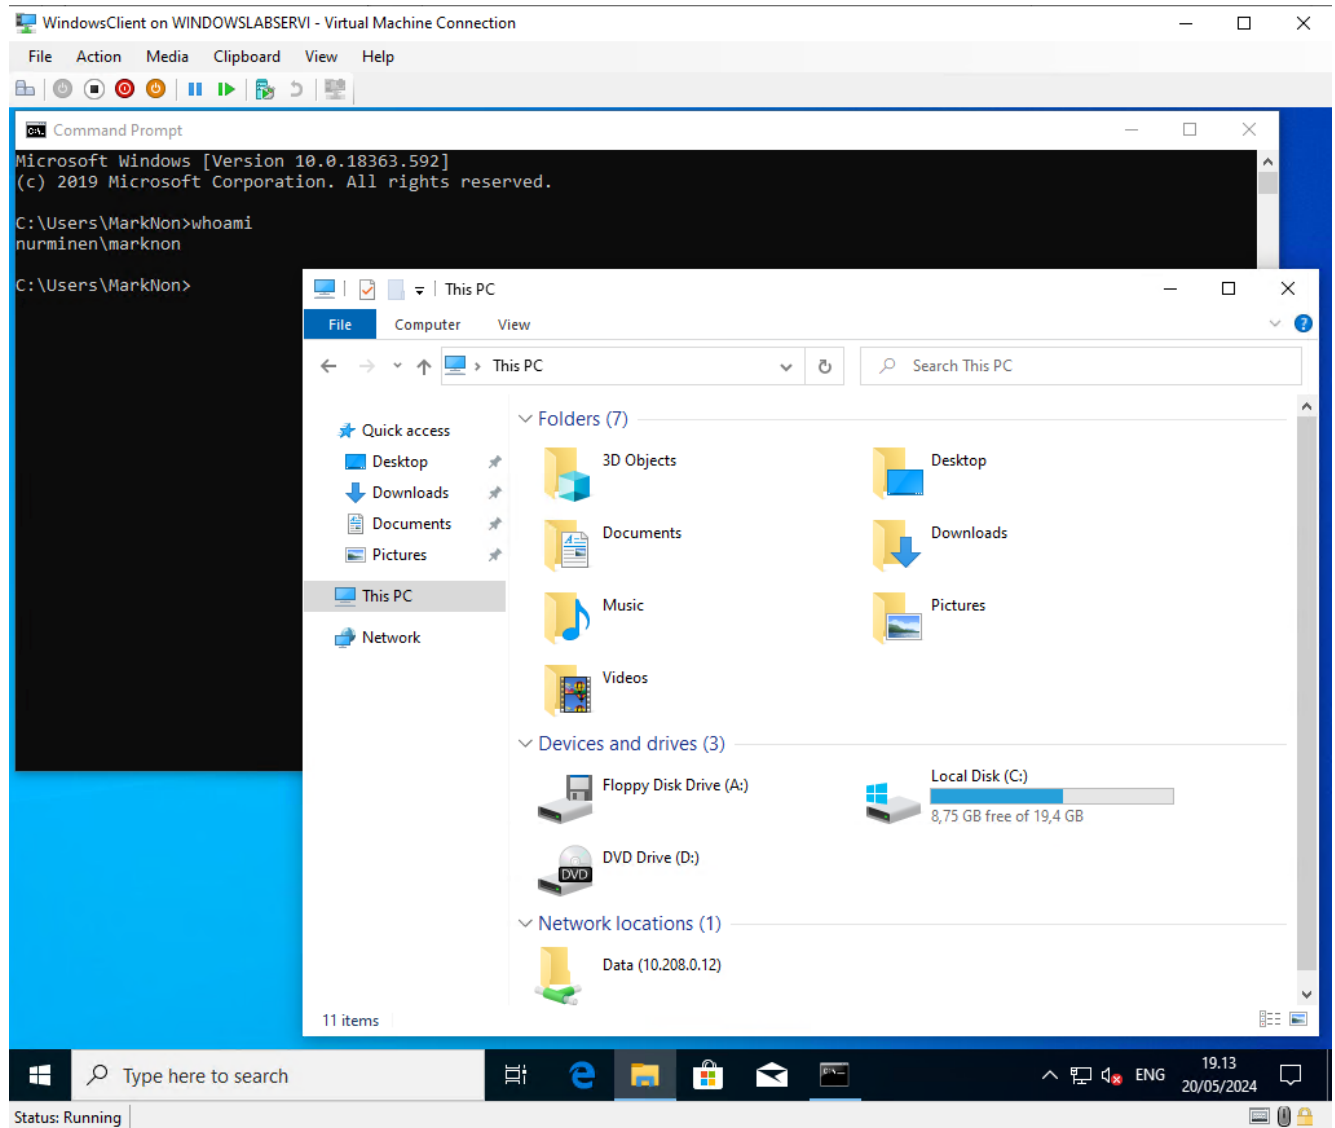 WindowsClient on WINDOWSLABSERVI - Virtual Machine Connection
File Action Media Clipboard View Help
Command Prompt
Microsoft Windows [Version 10.0.18363.592]
(c) 2019 Microsoft Corporation. All rights reserved.
C:\Users\MarkNon>whoami
nurminen\marknon
C:\Users\MarkNon>
This PC
File Computer View
This PC
Search This PC
Quick access
Desktop
Downloads
Documents
Pictures
This PC
Network
Folders (7)
3D Objects
Desktop
Documents
Downloads
Music
Pictures
Videos
Devices and drives (3)
Floppy Disk Drive (A:)
Local Disk (C:)
8,75 GB free of 19,4 GB
DVD Drive (D:)
DVD
Network locations (1)
Data (10.208.0.12)
11 items
Type here to search
ENG
19.13
20/05/2024
Status: Running